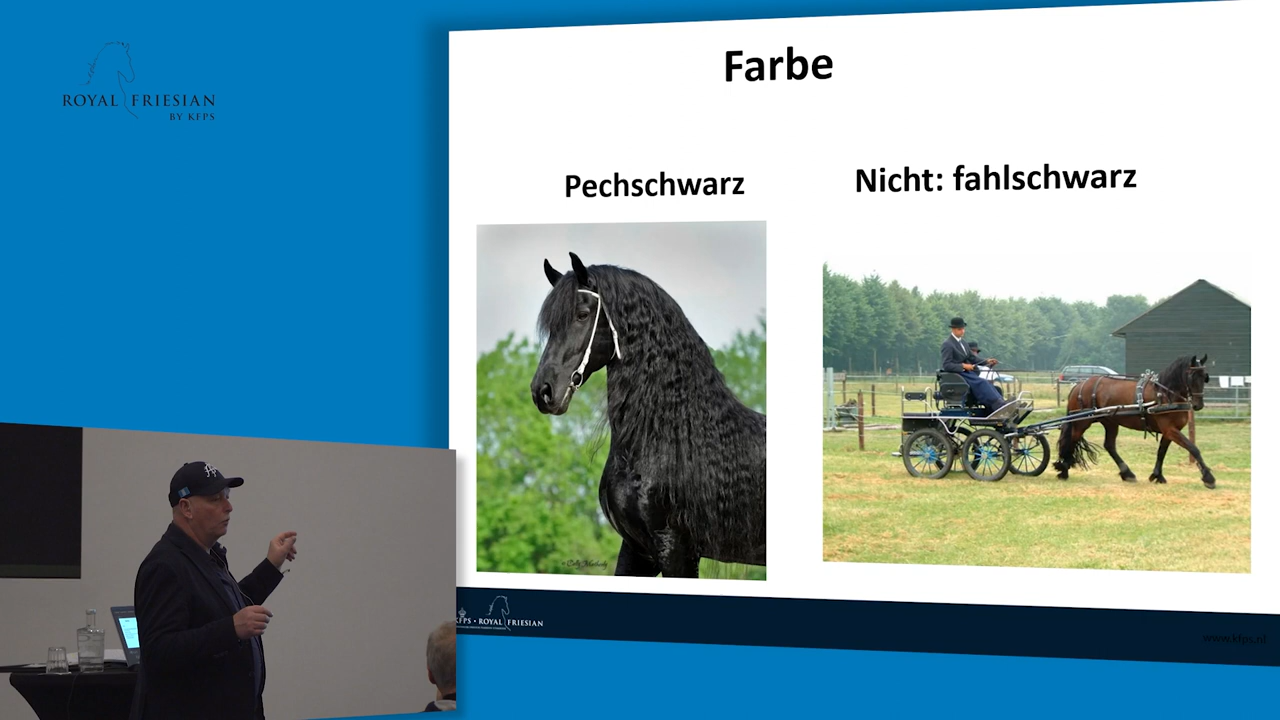 ROYAL FRIESIAN
BY KFPS
Farbe
Pechschwarz
Nicht: fahlschwarz
KFPS • ROYAL FRIESIAN
www.kfps.nl